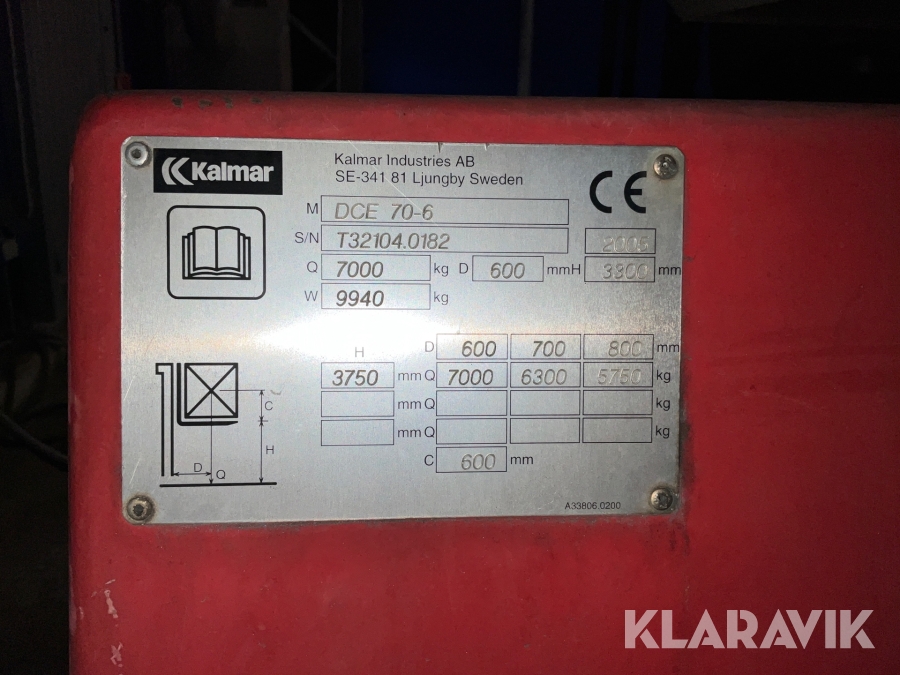 Kalmar
Kalmar Industries AB
SE-341 81 Ljungby Sweden
CE
M DCE 70-6
S/N T32104.0182 2005
Q 7000 kg D 600 mm H 3300 mm
W 9940 kg
H D 600 700 800 mm
3750 mm Q 7000 6300 5750 kg
mm Q kg
mm Q kg
C 600 mm
C
H
D
Q
A33806.0200
KLARAVIK